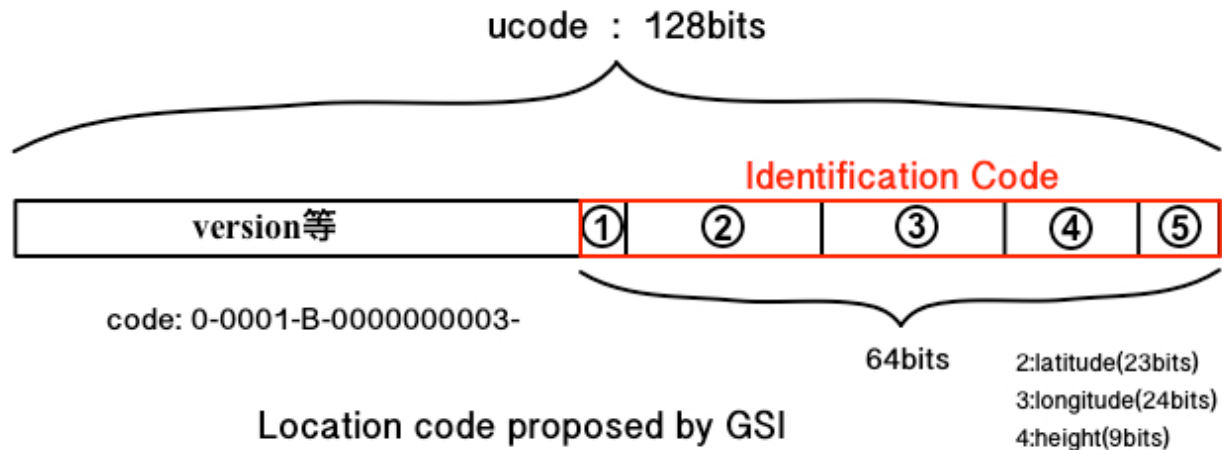 ucode : 128bits
Identification Code
version等 ① ② ③ ④ ⑤
code: 0-0001-B-0000000003-
64bits
2:latitude(23bits)
3:longitude(24bits)
4:height(9bits)
Location code proposed by GSI